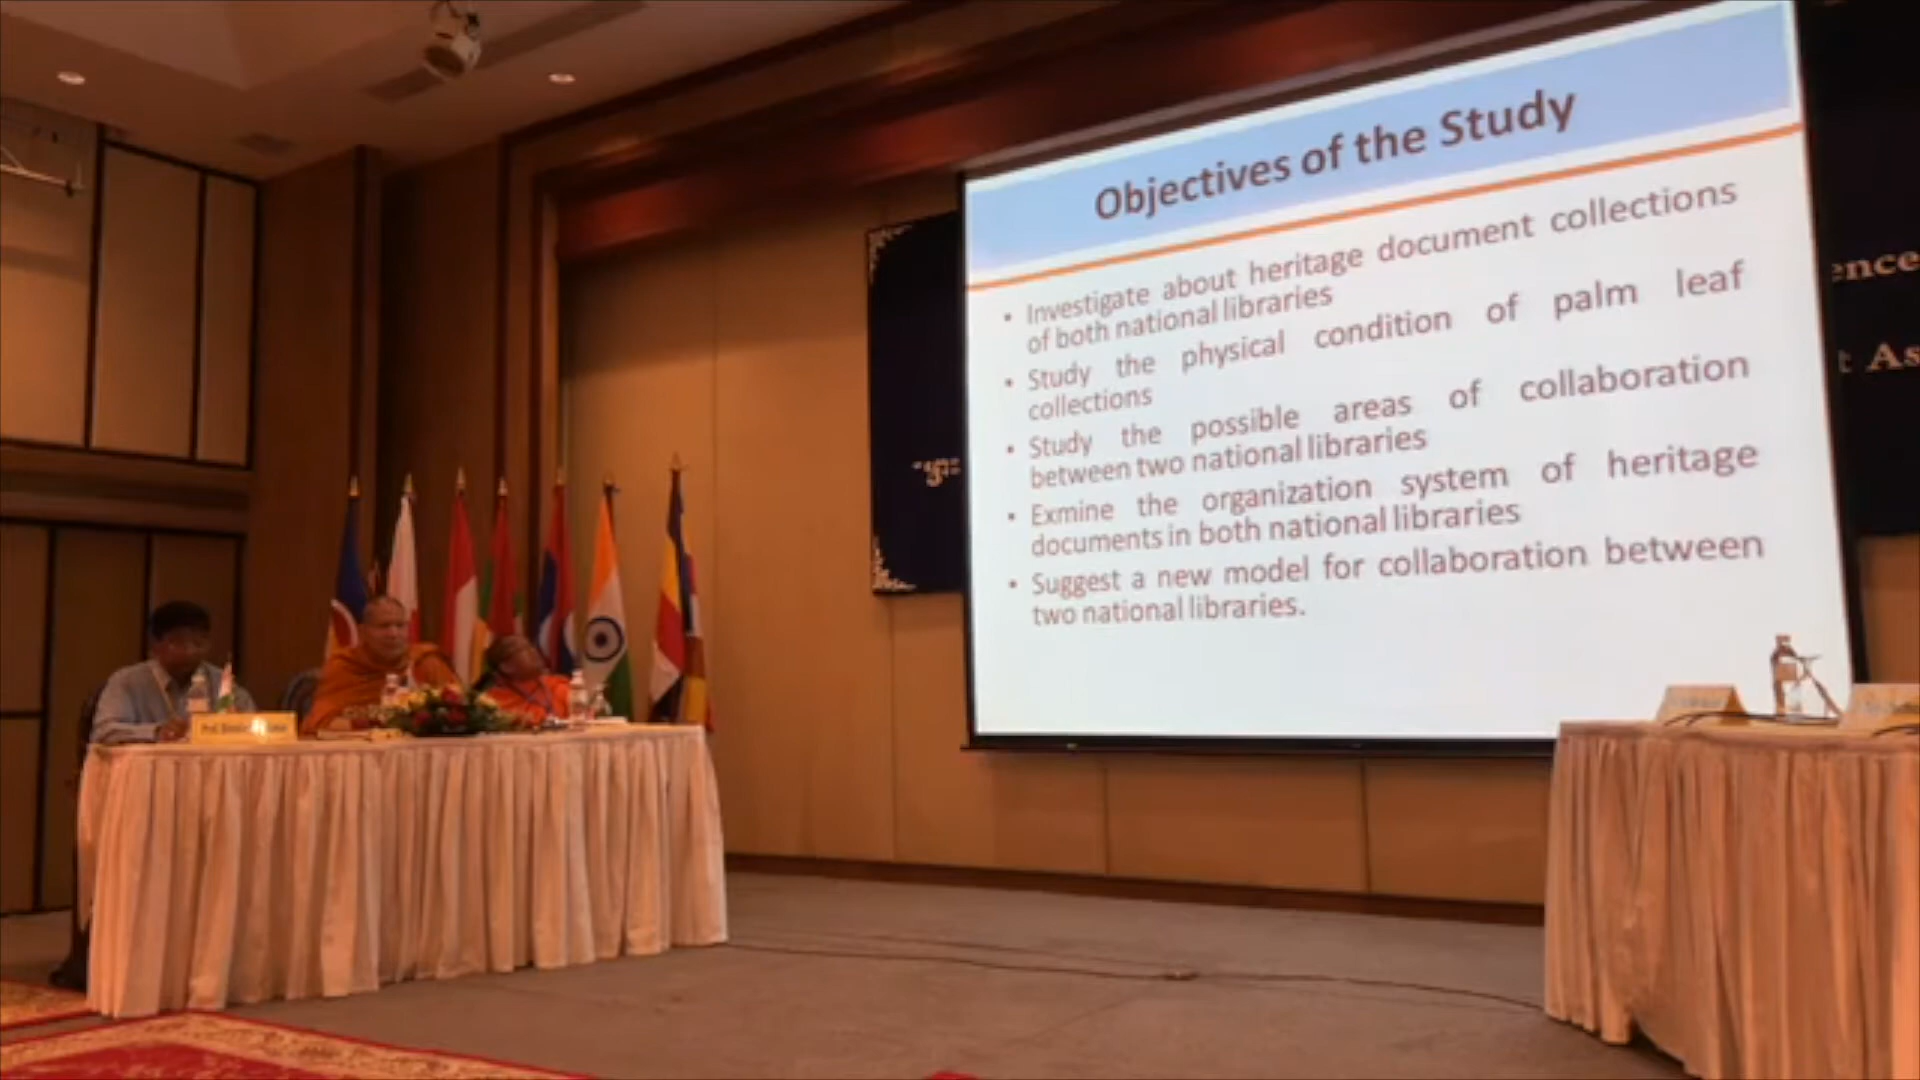 Objectives of the Study
• Investigate about heritage document collections
of both national libraries
• Study the physical condition of palm leaf
collections
• Study the possible areas of collaboration
between two national libraries
• Exmine the organization system of heritage
documents in both national libraries
• Suggest a new model for collaboration between
two national libraries.
ence
t As
Prof.